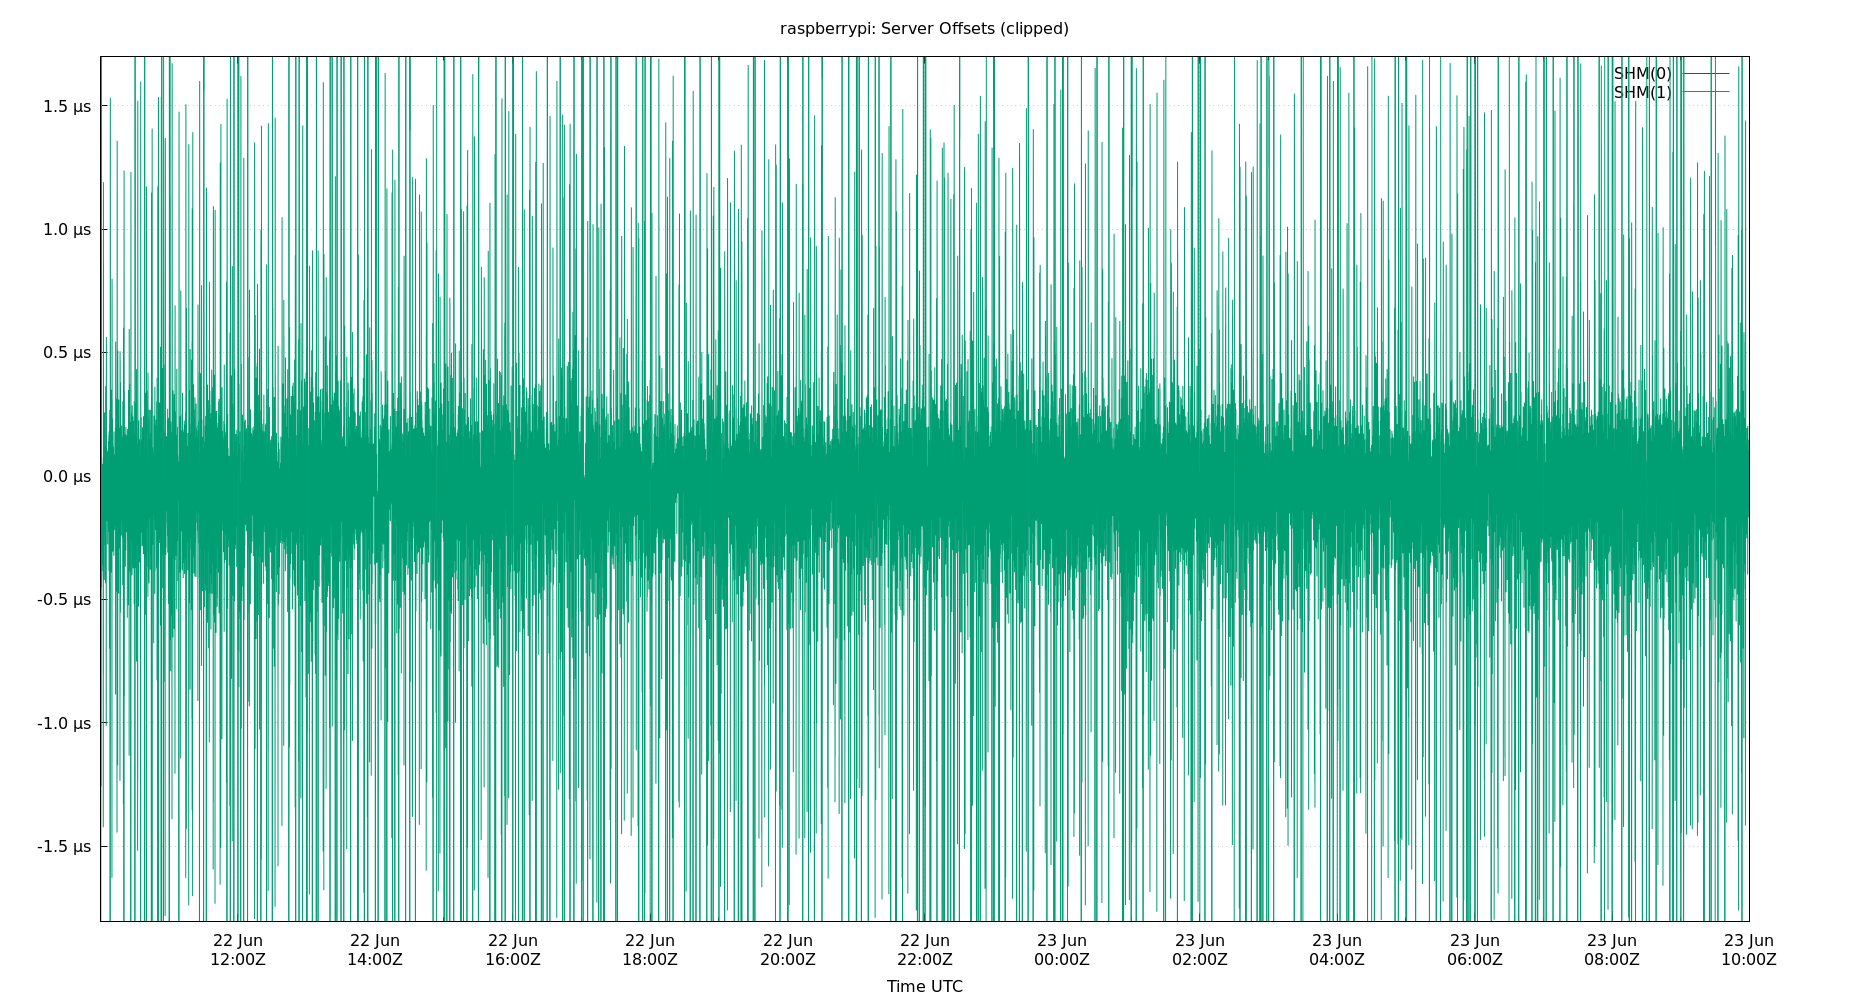 raspberrypi: Server Offsets (clipped)
SHM(0)
SHM(1)
1.5 µs
1.0 µs
0.5 µs
0.0 µs
-0.5 µs
-1.0 µs
-1.5 µs
22 Jun 22 Jun 22 Jun 22 Jun 22 Jun 22 Jun 23 Jun 23 Jun 23 Jun 23 Jun 23 Jun 23 Jun
12:00Z 14:00Z 16:00Z 18:00Z 20:00Z 22:00Z 00:00Z 02:00Z 04:00Z 06:00Z 08:00Z 10:00Z
Time UTC